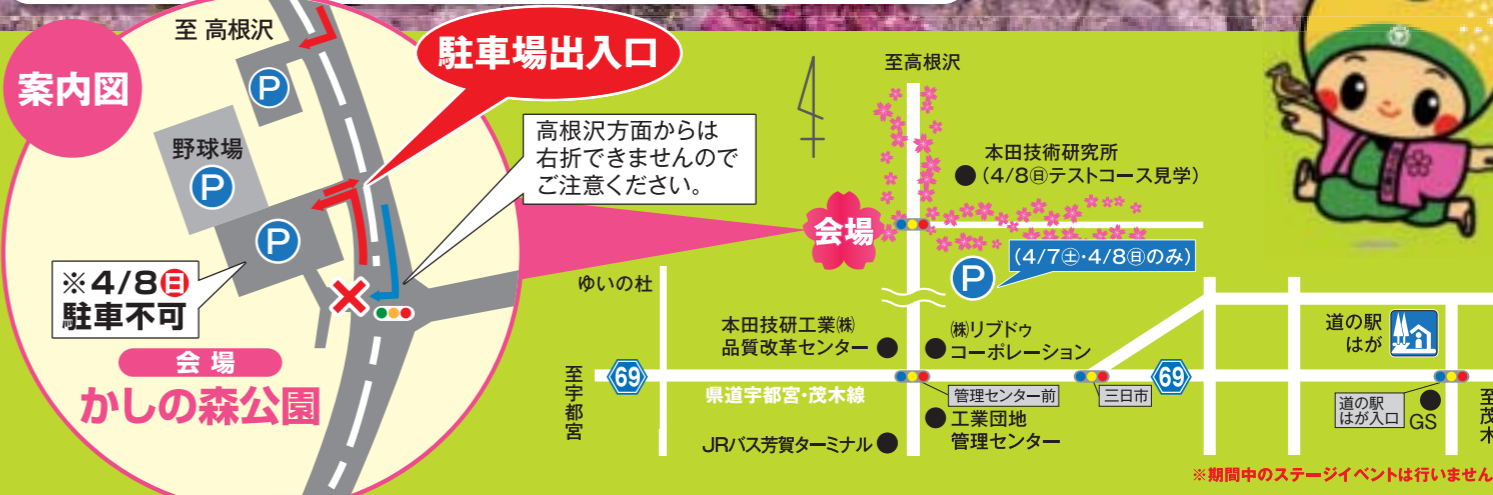 案内図
至 高根沢
P
駐車場出入口
野球場
P
P
高根沢方面からは
右折できませんので
ご注意ください。
※4/8日
駐車不可
会 場
かしの森公園
至高根沢
本田技術研究所
(4/8㊐テストコース見学)
会場
P
(4/7㊏・4/8㊐のみ)
ゆいの杜
本田技研工業㈱
品質改革センター
㈱リブドゥ
コーポレーション
道の駅
はが
至宇都宮
69
県道宇都宮・茂木線
管理センター前
三日市
69
道の駅
はが入口
GS
至茂木
工業団地
管理センター
JRバス芳賀ターミナル
※期間中のステージイベントは行いません